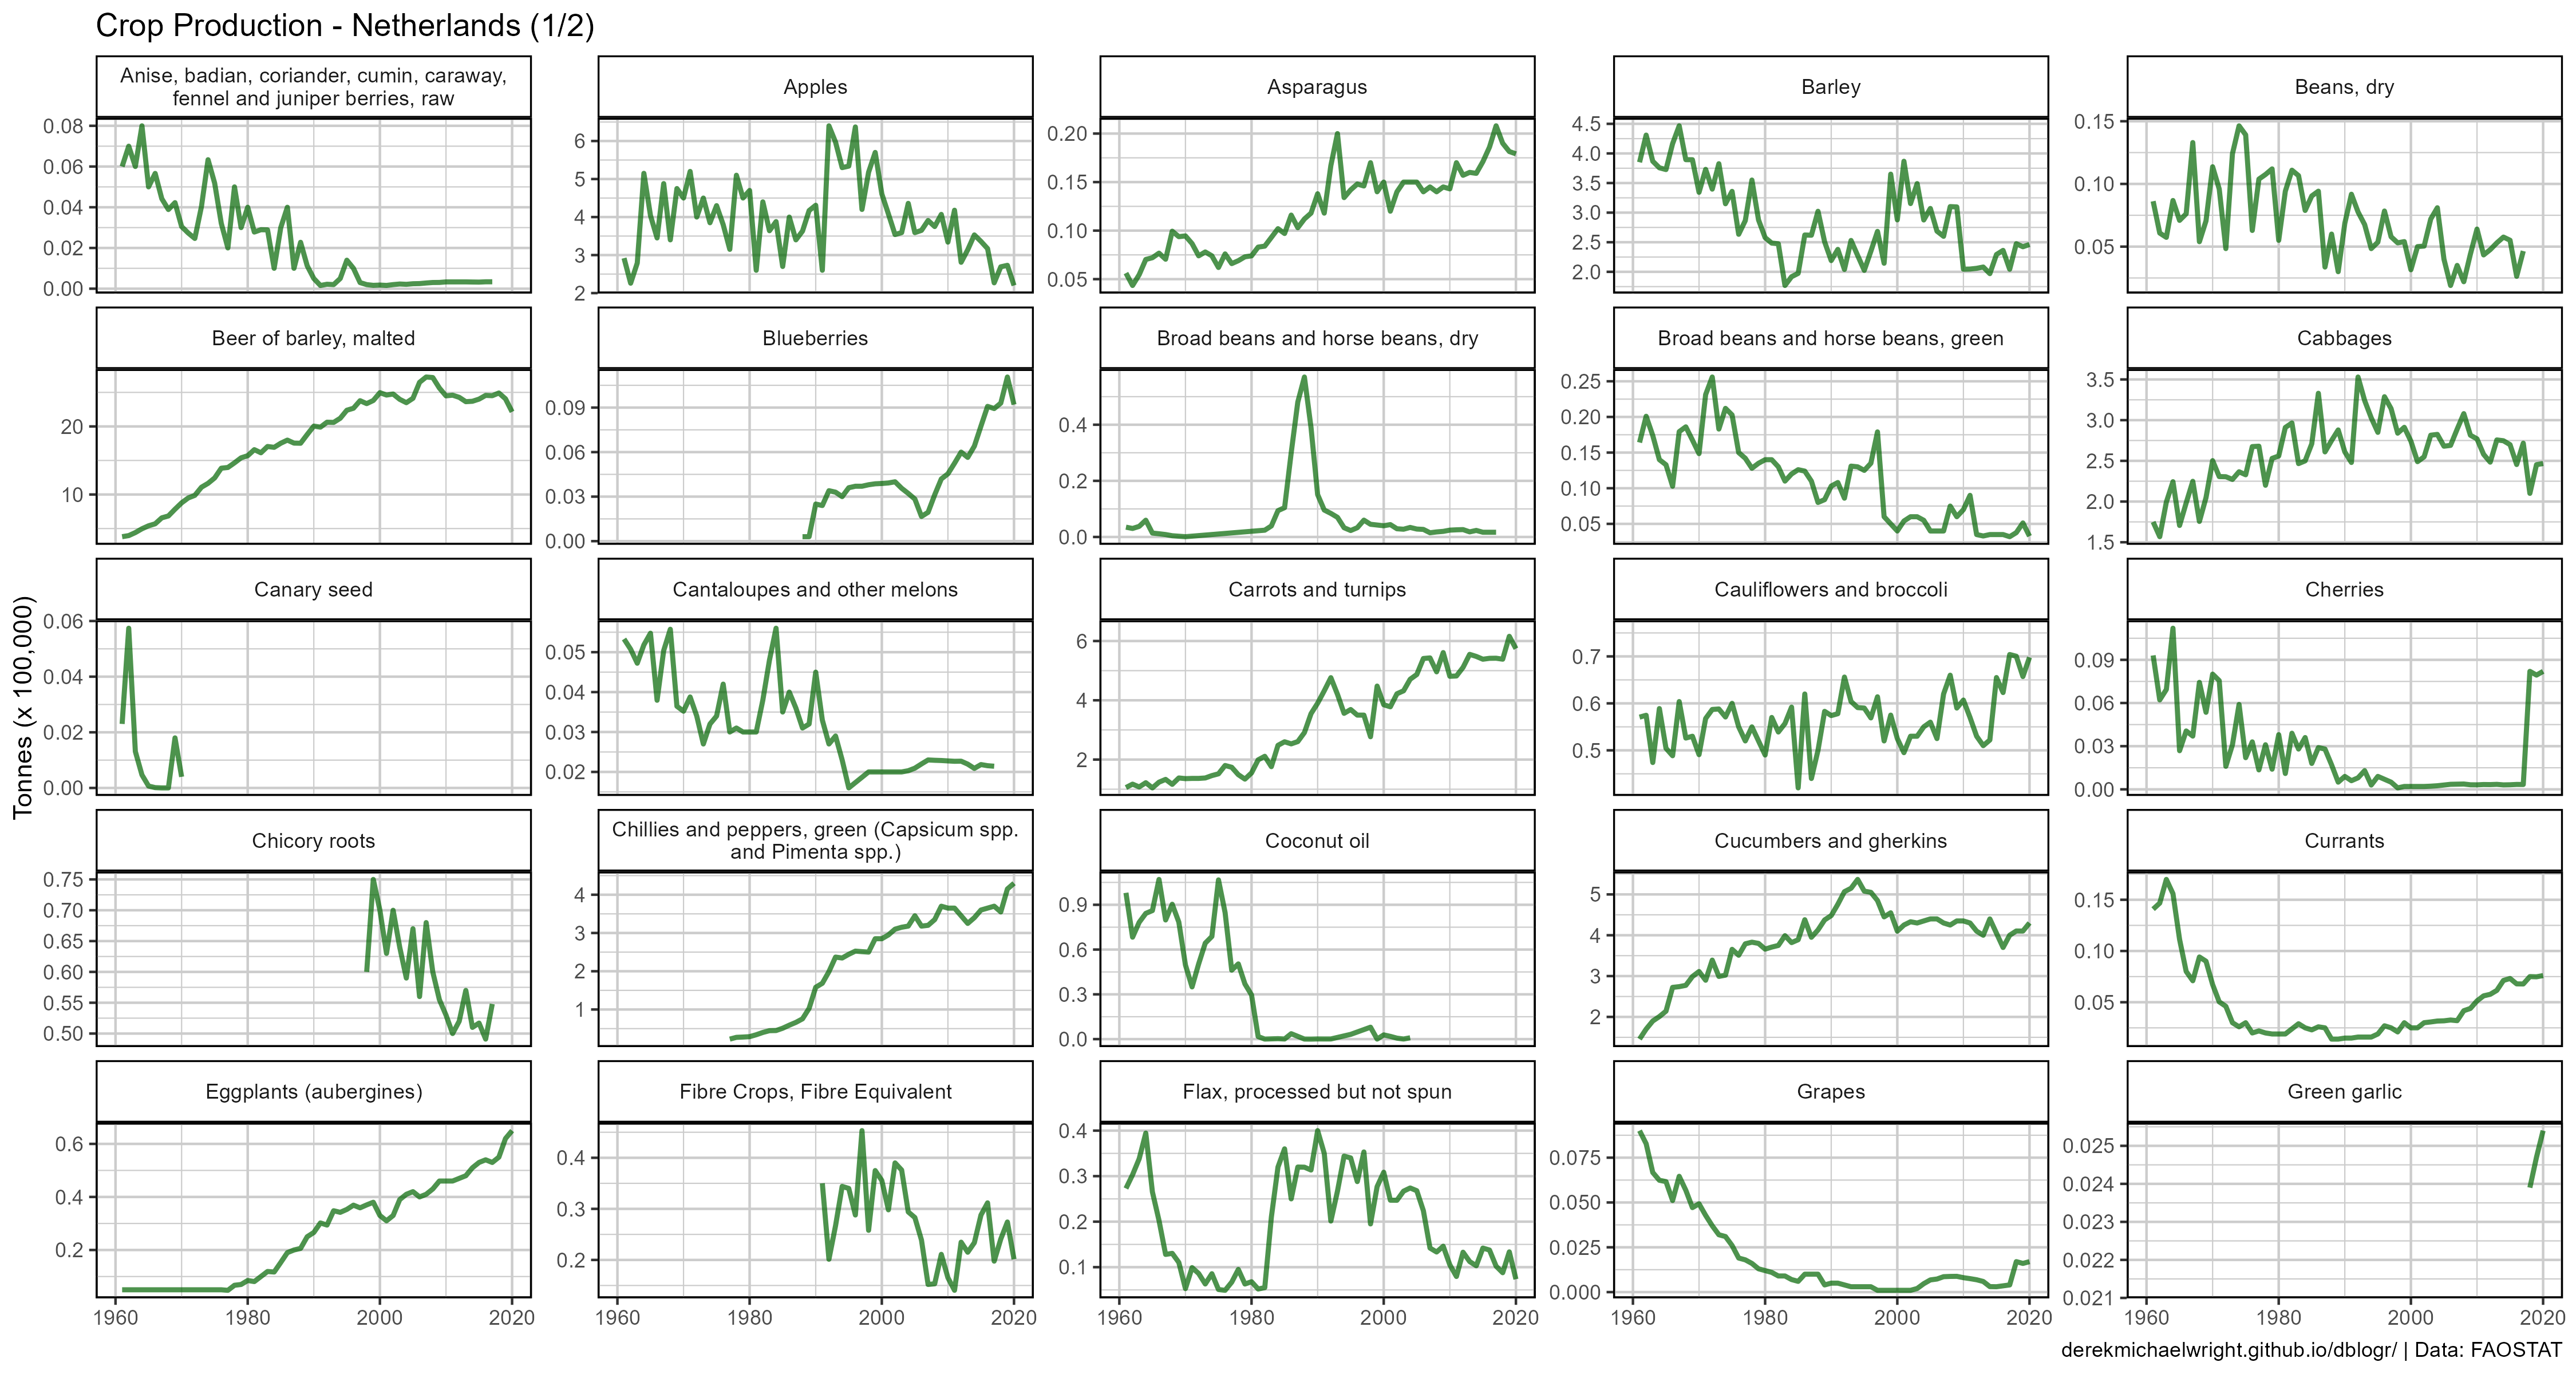 Crop Production - Netherlands (1/2)
Tonnes (x 100,000)
Anise, badian, coriander, cumin, caraway,
fennel and juniper berries, raw
0.08
0.06
0.04
0.02
0.00
Apples
6
5
4
3
2
Asparagus
0.20
0.15
0.10
0.05
Barley
4.5
4.0
3.5
3.0
2.5
2.0
Beans, dry
0.15
0.10
0.05
Beer of barley, malted
20
10
Blueberries
0.09
0.06
0.03
0.00
Broad beans and horse beans, dry
0.4
0.2
0.0
Broad beans and horse beans, green
0.25
0.20
0.15
0.10
0.05
Cabbages
3.5
3.0
2.5
2.0
1.5
Canary seed
0.06
0.04
0.02
0.00
Cantaloupes and other melons
0.05
0.04
0.03
0.02
Carrots and turnips
6
4
2
Cauliflowers and broccoli
0.7
0.6
0.5
Cherries
0.09
0.06
0.03
0.00
Chicory roots
0.75
0.70
0.65
0.60
0.55
0.50
Chillies and peppers, green (Capsicum spp.
and Pimenta spp.)
4
3
2
1
Coconut oil
0.9
0.6
0.3
0.0
Cucumbers and gherkins
5
4
3
2
Currants
0.15
0.10
0.05
Eggplants (aubergines)
0.6
0.4
0.2
1960 1980 2000 2020
Fibre Crops, Fibre Equivalent
0.4
0.3
0.2
1960 1980 2000 2020
Flax, processed but not spun
0.4
0.3
0.2
0.1
1960 1980 2000 2020
Grapes
0.075
0.050
0.025
0.000
1960 1980 2000 2020
Green garlic
0.025
0.024
0.023
0.022
0.021
1960 1980 2000 2020
derekmichaelwright.github.io/dblogr/ | Data: FAOSTAT